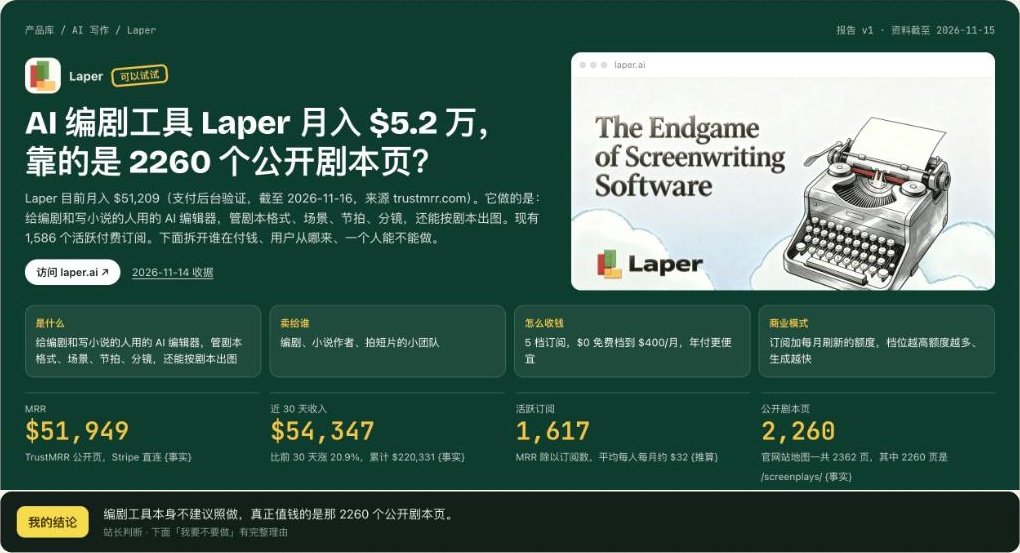 产品库 / AI 写作 / Laper
报告 v1 · 资料截至 2026-11-15
Laper
可以试试
AI 编剧工具 Laper 月入 $5.2 万，
靠的是 2260 个公开剧本页？
Laper 目前月入 $51,209（支付后台验证，截至 2026-11-16，来源 trustmrr.com）。它做的是：
给编剧和写小说的人用的 AI 编辑器，管剧本格式、场景、节拍、分镜，还能按剧本出图。现有
1,586 个活跃付费订阅。下面拆开谁在付钱、用户从哪来、一个人能不能做。
访问 laper.ai ↗
2026-11-14 收据
laper.ai
The Endgame
of Screenwriting
Software
Laper
是什么
给编剧和写小说的人用的 AI 编辑器，管剧本
格式、场景、节拍、分镜，还能按剧本出图
卖给谁
编剧、小说作者、拍短片的小团队
怎么收钱
5 档订阅，$0 免费档到 $400/月，年付更便
宜
商业模式
订阅加每月刷新的额度，档位越高额度越多、
生成越快
MRR
$51,949
TrustMRR 公开页，Stripe 直连 {事实}
近 30 天收入
$54,347
比前 30 天涨 20.9%，累计 $220,331 {事实}
活跃订阅
1,617
MRR 除以订阅数，平均每人每月约 $32 {推算}
公开剧本页
2,260
官网站地图一共 2362 页，其中 2260 页是
/screenplays/ {事实}
我的结论
编剧工具本身不建议照做，真正值钱的是那 2260 个公开剧本页。
站长判断 · 下面「我要不要做」有完整理由